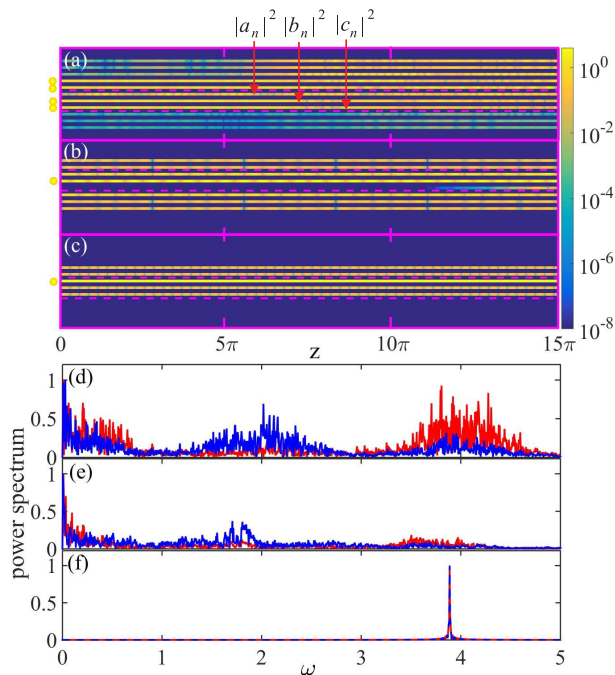 |a_n|² |b_n|² |c_n|²
(a)
(b)
(c)
10⁰
10⁻²
10⁻⁴
10⁻⁶
10⁻⁸
0 5π 10π 15π
z
(d)
1
0.5
0
(e)
1
0.5
0
(f)
1
0.5
0
power spectrum
0 1 2 3 4 5
ω